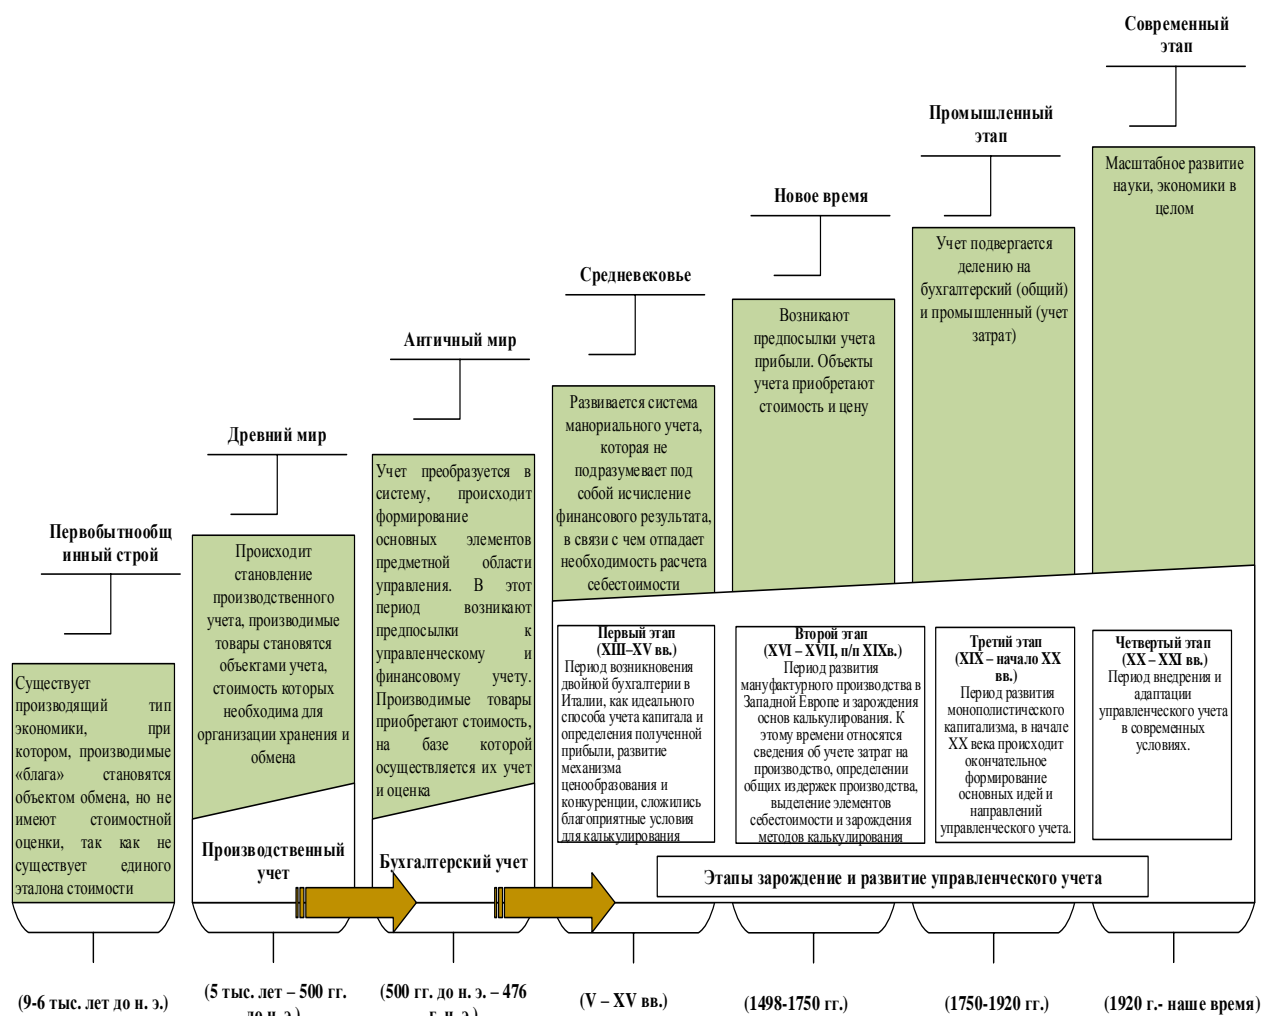 Современный
этап
Промышленный
этап
Новое время
Средневековье
Античный мир
Древний мир
Первобытнообщ
инный строй
Существует
производящий тип
экономики, при
котором, производимые
«блага» становятся
объектом обмена, но не
имеют стоимостной
оценки, так как не
существует единого
эталона стоимости
Происходит
становление
производственного
учета, производимые
товары становятся
объектами учета,
стоимость которых
необходима для
организации хранения и
обмена
Учет преобразуется в
систему, происходит
формирование
основных элементов
предметной области
управления. В этот
период возникают
предпосылки к
управленческому и
финансовому учету.
Производимые товары
приобретают стоимость,
на базе которой
осуществляется их учет
и оценка
Развивается система
манориального учета,
которая не
подразумевает под
собой исчисление
финансового результата,
в связи с чем отпадает
необходимость расчета
себестоимости
Возникают
предпосылки учета
прибыли. Объекты
учета приобретают
стоимость и цену
Учет подвергается
делению на
бухгалтерский (общий)
и промышленный (учет
затрат)
Масштабное развитие
науки, экономики в
целом
Производственный
учет
Бухгалтерский учет
Первый этап
(XIII–XV вв.)
Период возникновения
двойной бухгалтерии в
Италии, как идеального
способа учета капитала и
определения полученной
прибыли, развитие
механизма
ценообразования и
конкуренции, сложились
благоприятные условия
для калькулирования
Второй этап
(XVI – XVII, п/п XIXв.)
Период развития
мануфактурного производства в
Западной Европе и зарождения
основ калькулирования. К
этому времени относятся
сведения об учете затрат на
производство, определении
общих издержек производства,
выделение элементов
себестоимости и зарождения
методов калькулирования
Третий этап
(XIX – начало XX
вв.)
Период развития
монополистического
капитализма, в начале
XX века происходит
окончательное
формирование
основных идей и
направлений
управленческого учета.
Четвертый этап
(XX – XXI вв.)
Период внедрения и
адаптации
управленческого учета
в современных
условиях.
Этапы зарождение и развитие управленческого учета
(9-6 тыс. лет до н. э.)
(5 тыс. лет – 500 гг.
до н. э.)
(500 гг. до н. э. – 476
г. н. э.)
(V – XV вв.)
(1498-1750 гг.)
(1750-1920 гг.)
(1920 г.- наше время)